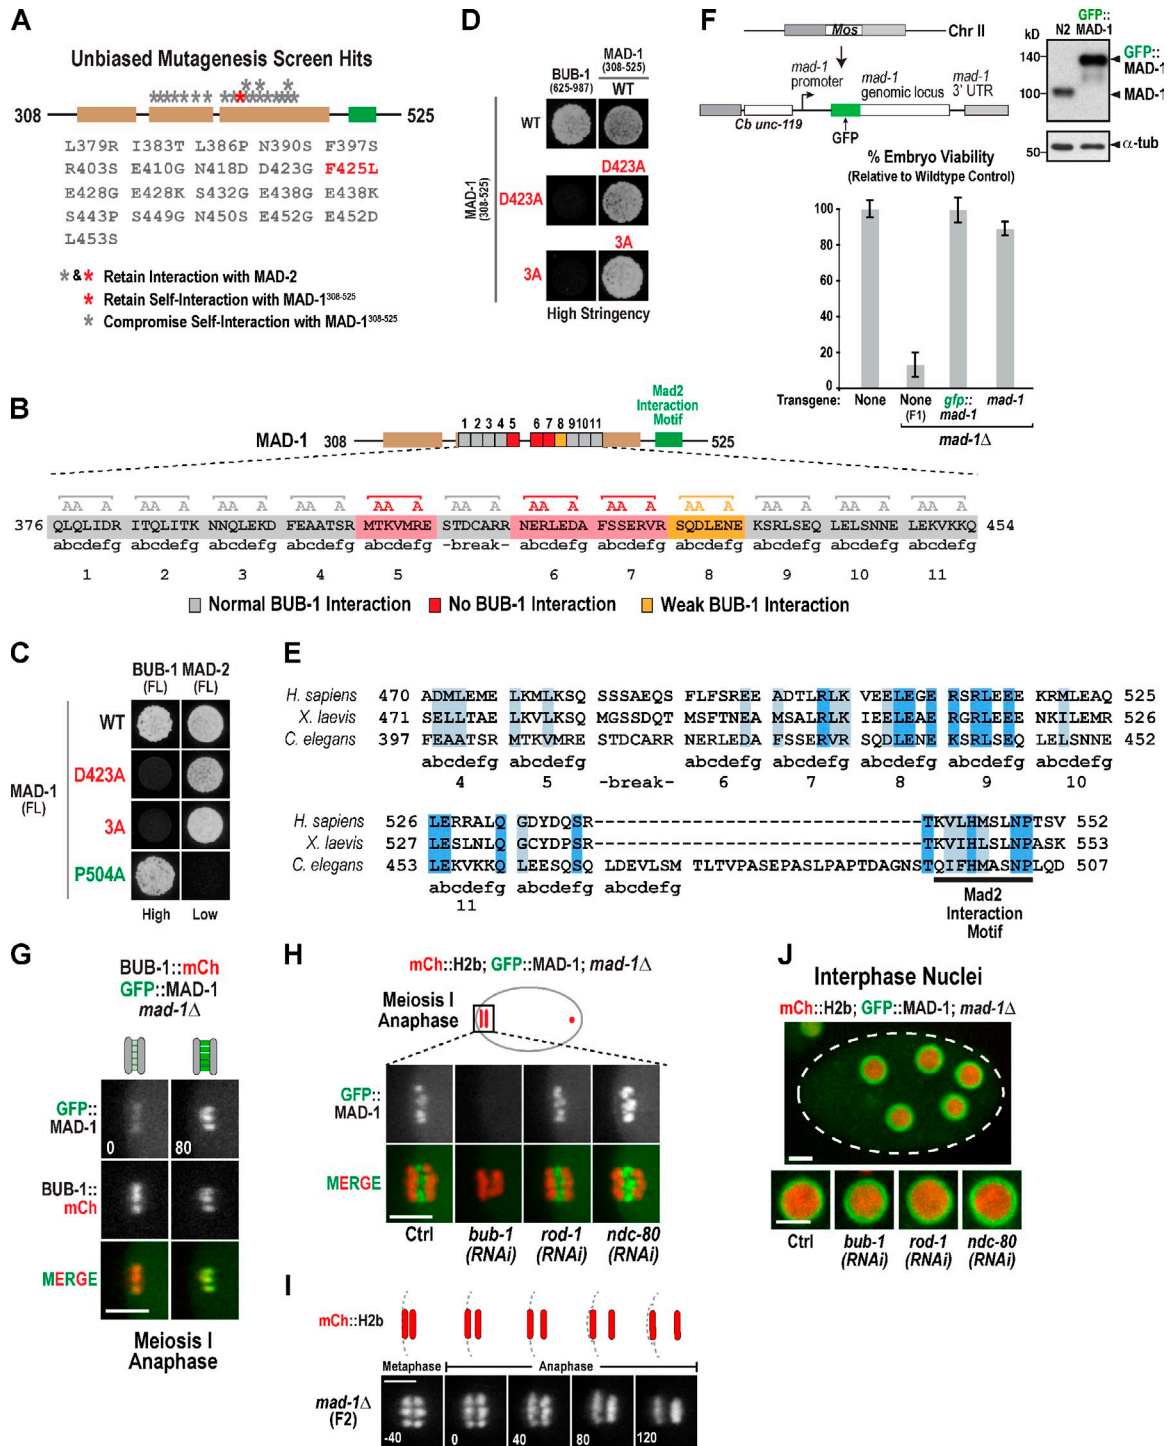 A
Unbiased Mutagenesis Screen Hits
308
525
L379R I383T L386P N390S F397S
R403S E410G N418D D423G F425L
E428G E428K S432G E438G E438K
S443P S449G N450S E452G E452D
L453S
* & * Retain Interaction with MAD-2
* Retain Self-Interaction with MAD-1 308-525
* Compromise Self-Interaction with MAD-1 308-525
B
Mad2
Interaction
Motif
1 2 3 4 5 6 7 8 9 10 11
MAD-1 308 525
AA A AA A AA A AA A AA A AA A AA A AA A AA A AA A AA A
376 QLQLIDR ITQLITK NNQLEKD FEAATSR MTKVMRE STDCARR NERLEDA FSSERVR SQDLENE KSRLSEQ LELSNNE LEKVKKQ 454
abcdefg abcdefg abcdefg abcdefg abcdefg -break- abcdefg abcdefg abcdefg abcdefg abcdefg abcdefg
1 2 3 4 5 6 7 8 9 10 11
Normal BUB-1 Interaction No BUB-1 Interaction Weak BUB-1 Interaction
C
BUB-1 MAD-2
(FL) (FL)
WT
D423A
MAD-1
(FL)
3A
P504A
High Low
D
BUB-1
(625-987)
MAD-1
(308-525)
WT
WT
D423A
MAD-1
(308-525)
D423A
3A
3A
High Stringency
E
H. sapiens 470 ADMLEME LKMLKSQ SSSAEQS FLFSREE ADTLRLK VEELEGE RSRLEEE KRMLEAQ 525
X. laevis 471 SELLTAE LKVLKSQ MGSSDQT MSFTNEA MSALRLK IEELEAE RGRLEEE NKILEMR 526
C. elegans 397 FEAATSR MTKVMRE STDCARR NERLEDA FSSERVR SQDLENE KSRLSEQ LELSNNE 452
abcdefg abcdefg -break- abcdefg abcdefg abcdefg abcdefg abcdefg
4 5 6 7 8 9 10
H. sapiens 526 LERRALQ GDYDQSR------------------------------TKVLHMSLNPTSV 552
X. laevis 527 LESLNLQ GCYDPSR------------------------------TKVIHLSLNPASK 553
C. elegans 453 LEKVKKQ LEESQSQ LDEVLSM TLTVPASEPASLPAPTDAGNSTQIFHMASNPLQD 507
abcdefg abcdefg abcdefg
11
Mad2
Interaction
Motif
F
Mos Chr II
mad-1
promoter
mad-1
genomic locus
mad-1
3' UTR
Cb unc-119
GFP
kD
N2
GFP::
MAD-1
140
100
50
GFP::
MAD-1
MAD-1
α-tub
% Embryo Viability
(Relative to Wildtype Control)
100
80
60
40
20
0
Transgene: None None (F1) gfp::mad-1 mad-1
mad-1Δ
G
BUB-1::mCh
GFP::MAD-1
mad-1Δ
GFP::
MAD-1
0 80
BUB-1::
mCh
MERGE
Meiosis I
Anaphase
H
mCh::H2b; GFP::MAD-1; mad-1Δ
Meiosis I
Anaphase
GFP::
MAD-1
MERGE
Ctrl bub-1 (RNAi) rod-1 (RNAi) ndc-80 (RNAi)
I
mCh::H2b
Metaphase Anaphase
mad-1Δ
(F2)
-40 0 40 80 120
J
Interphase Nuclei
mCh::H2b; GFP::MAD-1; mad-1Δ
Ctrl bub-1 (RNAi) rod-1 (RNAi) ndc-80 (RNAi)